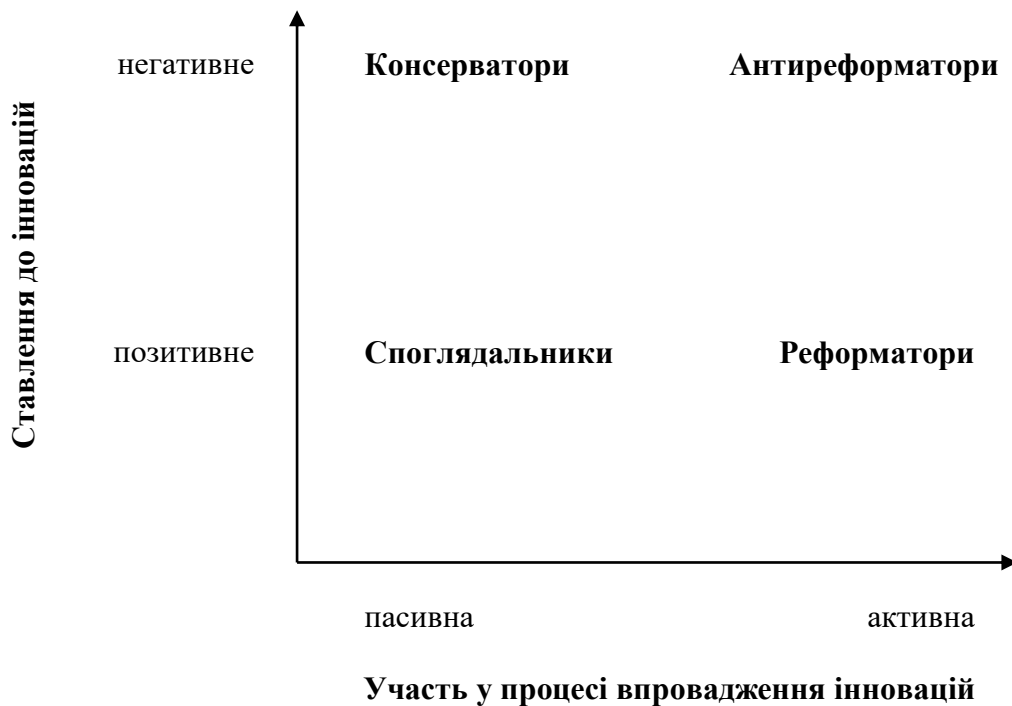 Ставлення до інновацій
негативне Консерватори Антиреформатори
позитивне Споглядальники Реформатори
пасивна активна
Участь у процесі впровадження інновацій